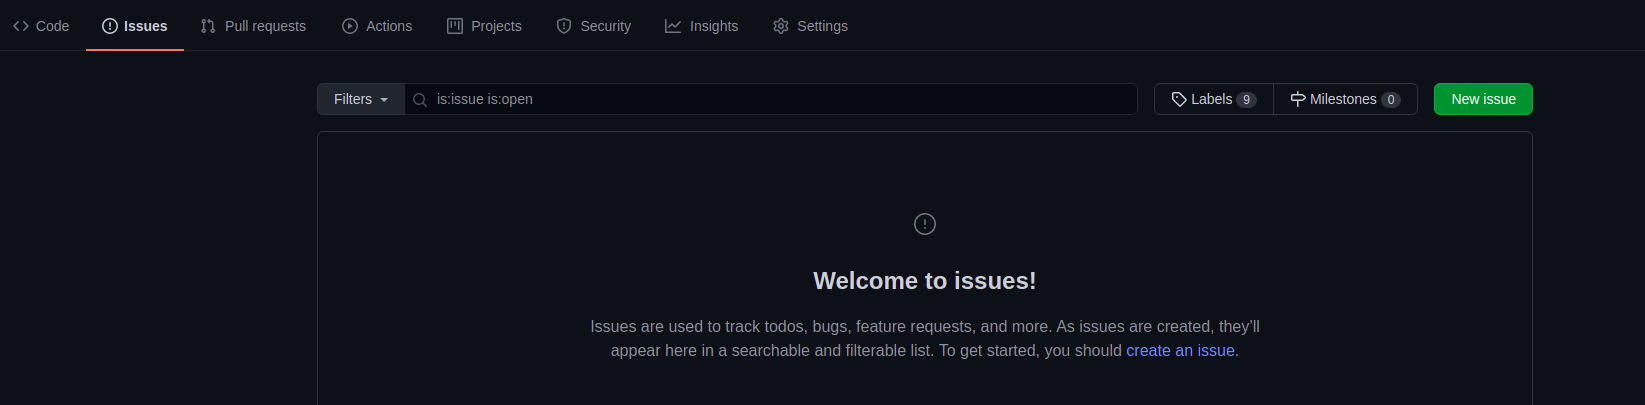 Code Issues Pull requests Actions Projects Security Insights Settings
Filters is:issue is:open Labels 9 Milestones 0 New issue
Welcome to issues!
Issues are used to track todos, bugs, feature requests, and more. As issues are created, they’ll
appear here in a searchable and filterable list. To get started, you should create an issue.